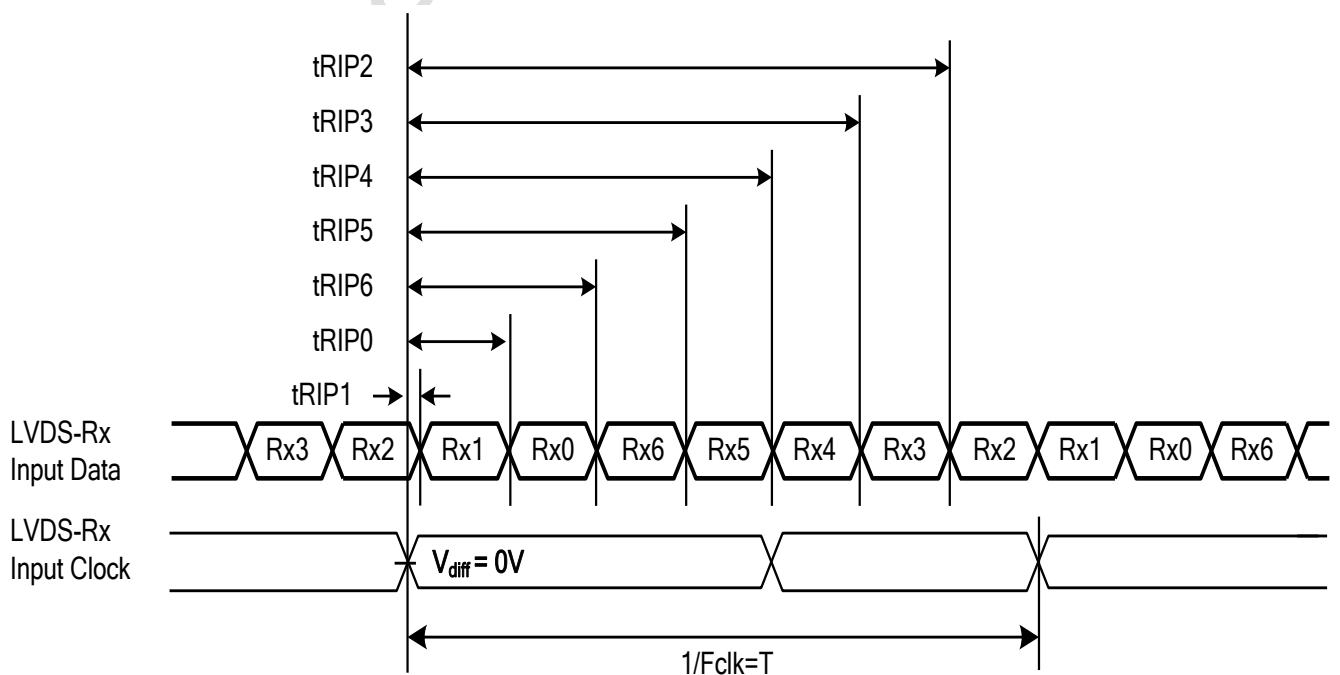 tRIP2
tRIP3
tRIP4
tRIP5
tRIP6
tRIP0
tRIP1
LVDS-Rx
Input Data
Rx3 Rx2 Rx1 Rx0 Rx6 Rx5 Rx4 Rx3 Rx2 Rx1 Rx0 Rx6
LVDS-Rx
Input Clock
Vdiff = 0V
1/Fclk=T